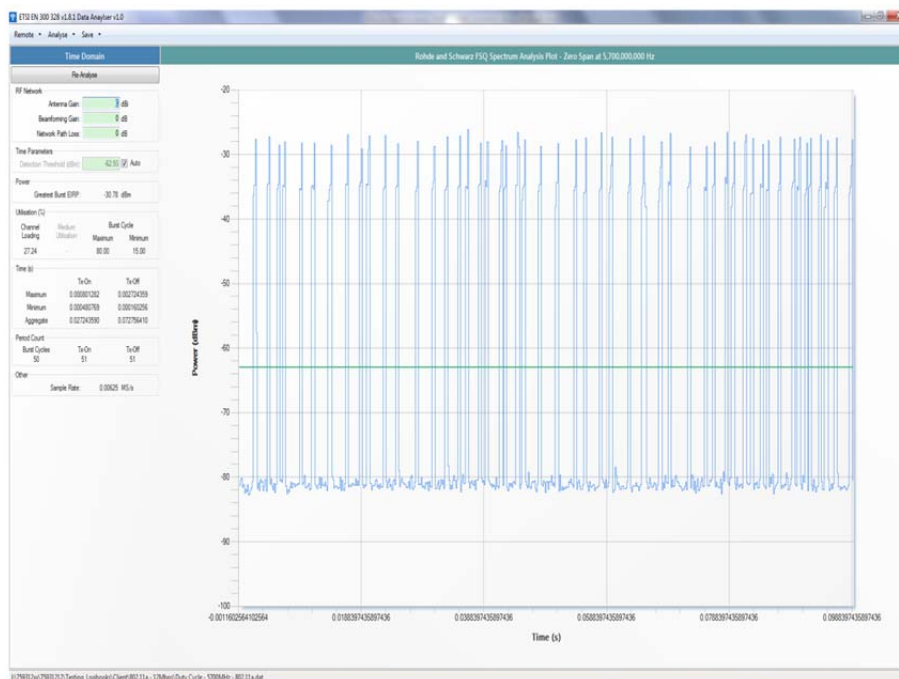 ETSI EN 300 328 v1.8.1 Data Anaylser v1.0
Remote Analyse Save
Time Domain
Rohde and Schwarz FSQ Spectrum Analysis Plot - Zero Span at 5,700,000,000 Hz
Re-Analyse
RF Network
Antenna Gain: 3 dBi
Beamforming Gain: 0 dB
Network Path Loss: 0 dB
Time Parameters
Detection Threshold (dBm): Auto
Power
Greatest Burst EIRP: -30.78 dBm
Utilisation (%)
Channel Loading
Medium Utilisation
Burst Cycle
Maximum Minimum
27.24 -- 80.00 15.00
Time (s)
Tx-On Tx-Off
Maximum 0.000801282 0.002724359
Minimum 0.000480769 0.000160256
Aggregate 0.027243590 0.072756410
Period Count
Burst Cycles Tx-On Tx-Off
50 51 51
Other
Sample Rate: 0.00625 MS/s
-20
-30
-40
-50
-60
-70
-80
-90
-100
Power (dBm)
-0.0011602564102564 0.0188397435897436 0.0388397435897436 0.0588397435897436 0.0788397435897436 0.0988397435897436
Time (s)